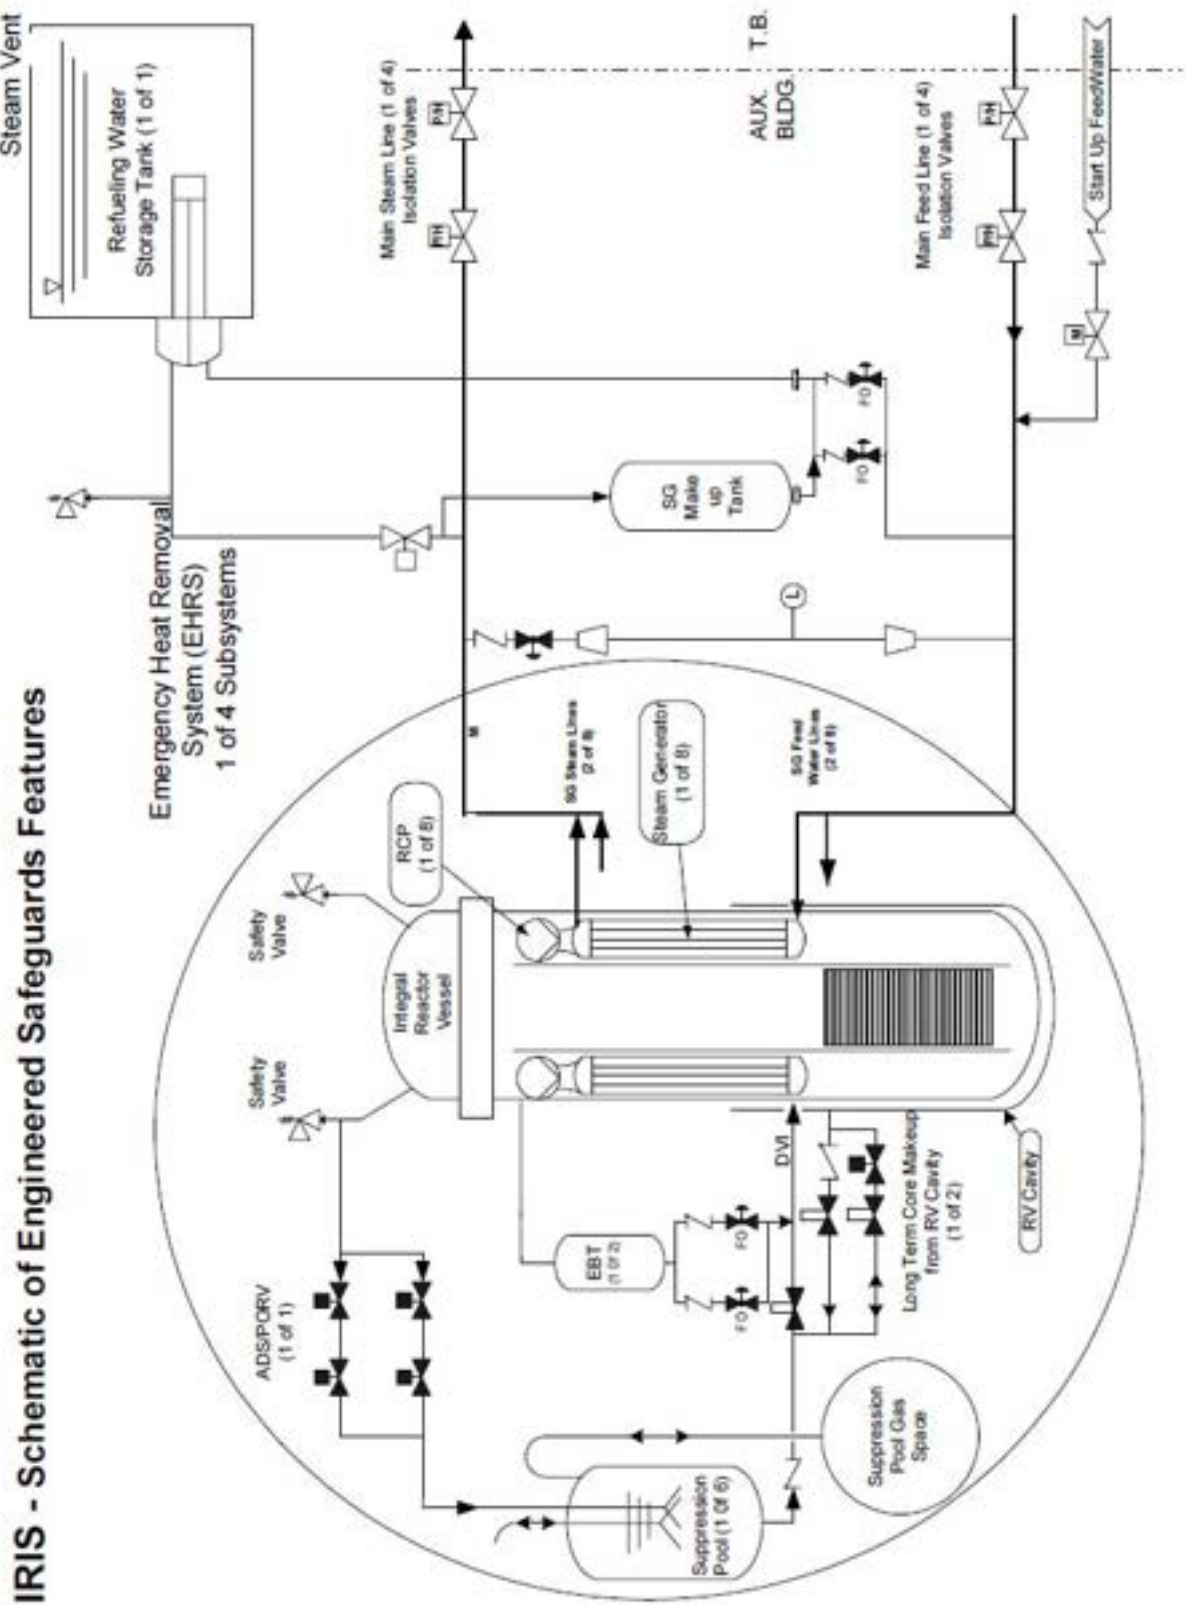 IRIS - Schematic of Engineered Safeguards Features
Steam Vent
Refueling Water
Storage Tank (1 of 1)
Emergency Heat Removal
System (EHRS)
1 of 4 Subsystems
Main Steam Line (1 of 4)
Isolation Valves
P/H
P/H
AUX.
BLDG.
T.B.
Main Feed Line (1 of 4)
Isolation Valves
P/H
P/H
Start Up FeedWater
M
SG
Make
up
Tank
FO
FO
L
M
SG Steam Lines
(2 of 8)
Steam Generator
(1 of 8)
SG Feed
Water Lines
(2 of 8)
RCP
(1 of 8)
Safety
Valve
Safety
Valve
Integral
Reactor
Vessel
ADS/PORV
(1 of 1)
EBT
(1 0f 2)
FO
FO
DVI
Long Term Core Makeup
from RV Cavity
(1 of 2)
RV Cavity
Suppression
Pool (1 0f 6)
Suppression
Pool Gas
Space